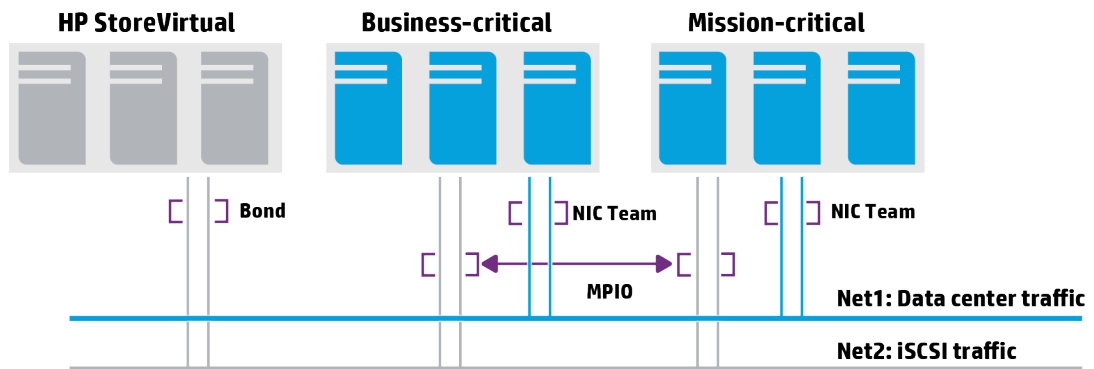 HP StoreVirtual
Business-critical
Mission-critical
Bond
NIC Team
NIC Team
MPIO
Net1: Data center traffic
Net2: iSCSI traffic